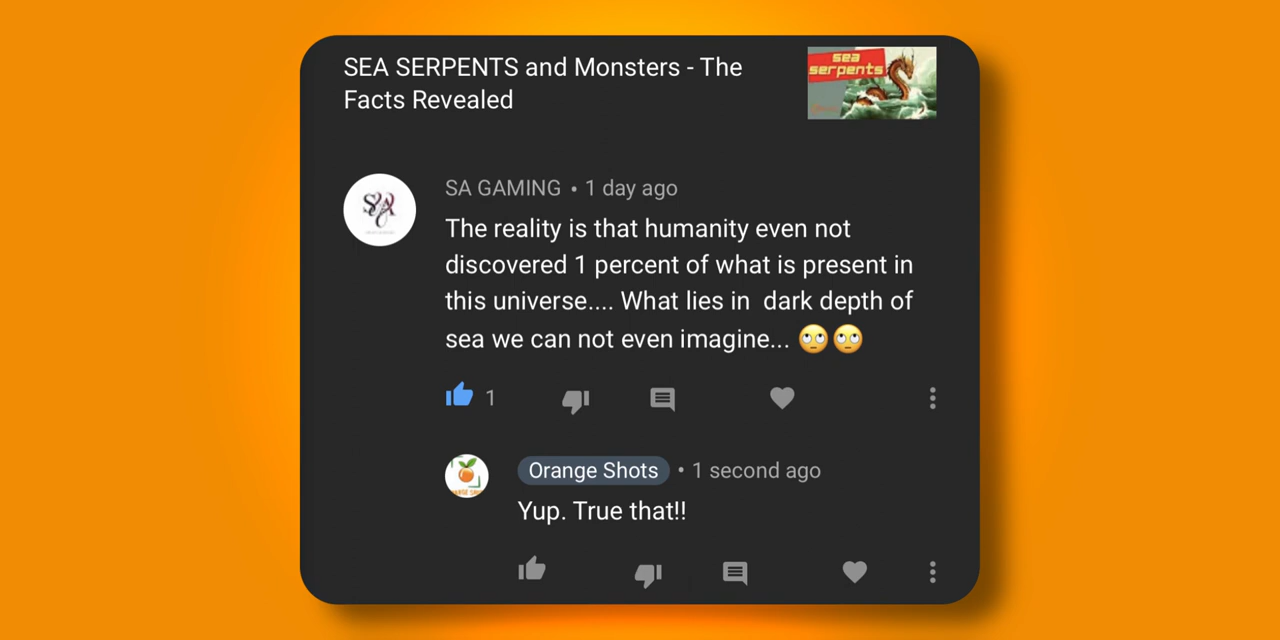 SEA SERPENTS and Monsters - The
Facts Revealed
sea
serpents
SA GAMING • 1 day ago
The reality is that humanity even not
discovered 1 percent of what is present in
this universe.... What lies in  dark depth of
sea we can not even imagine... 🙄🙄
1
Orange Shots • 1 second ago
Yup. True that!!